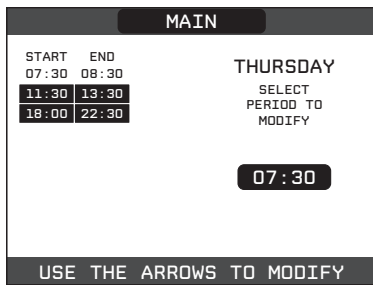 MAIN
START END
07:30 08:30
11:30 13:30
18:00 22:30
THURSDAY
SELECT
PERIOD TO
MODIFY
07:30
USE THE ARROWS TO MODIFY